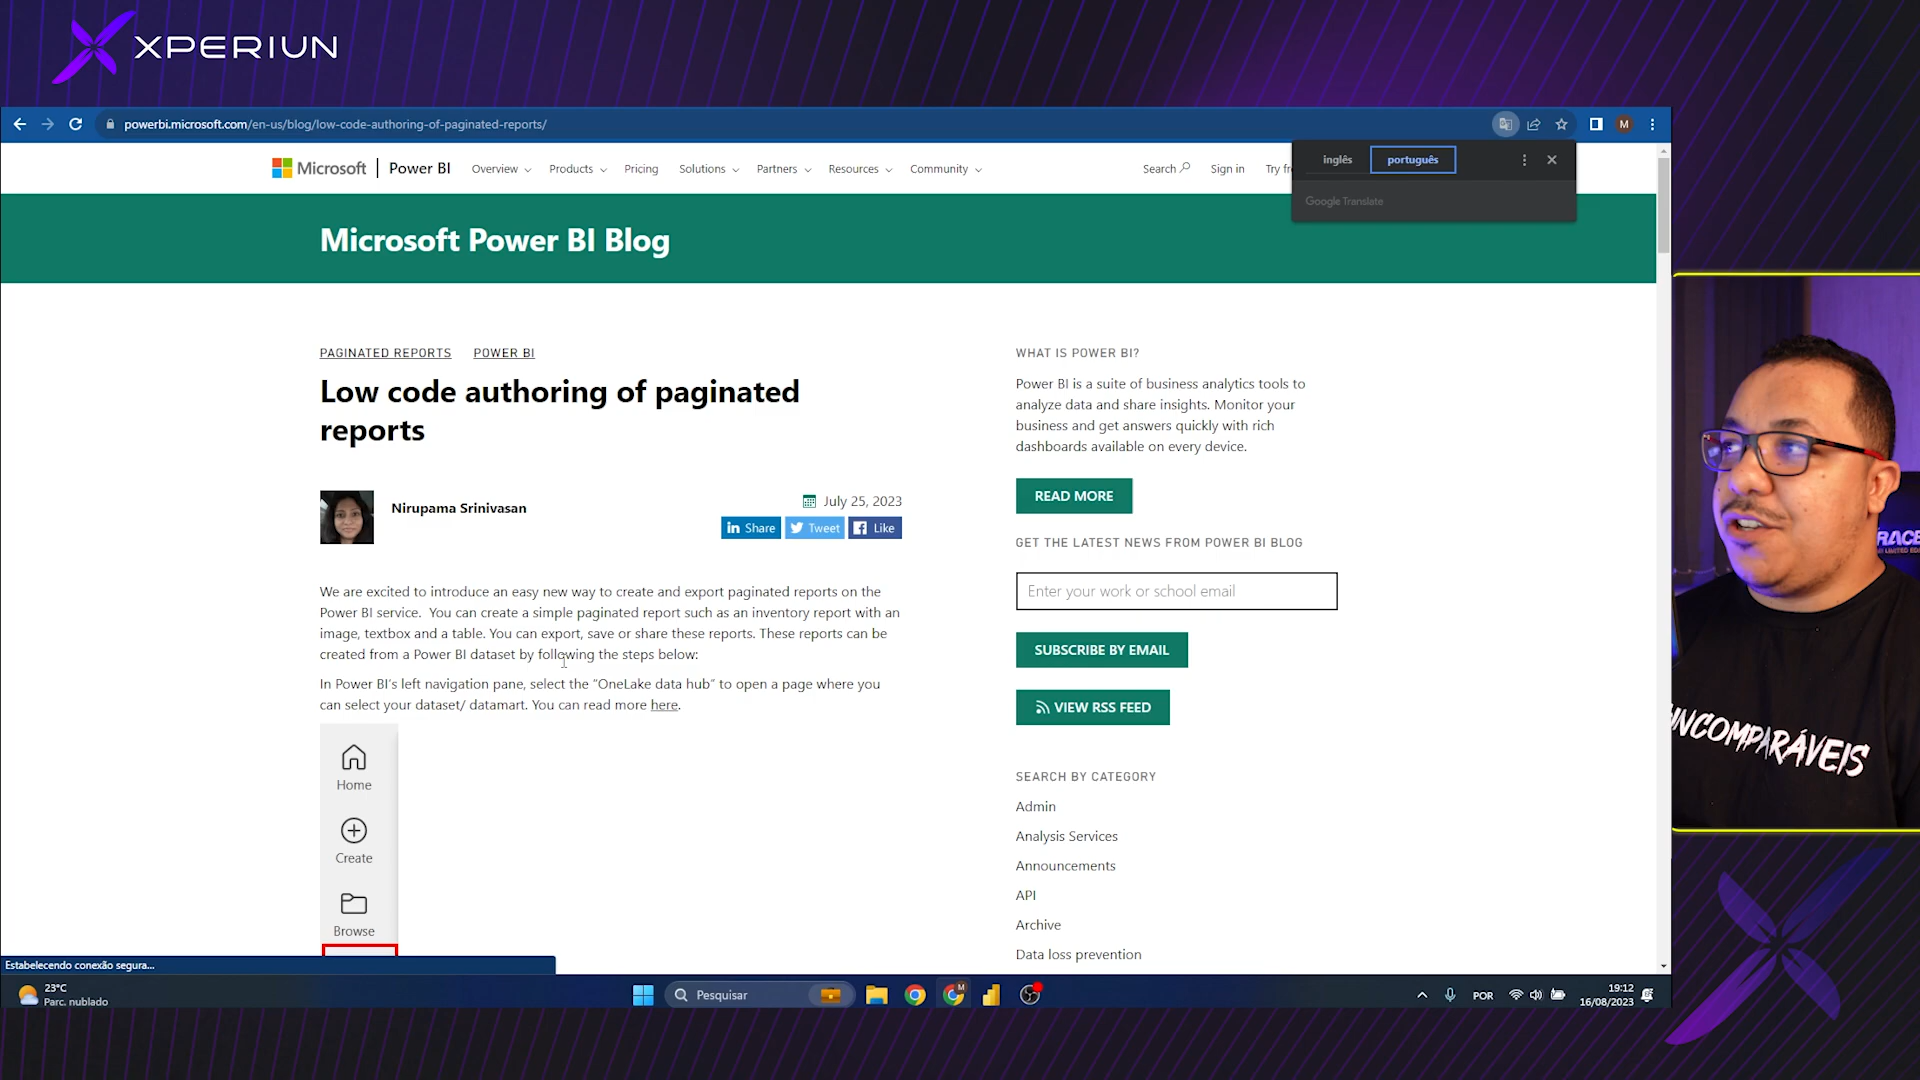 XPERIUN
powerbi.microsoft.com/en-us/blog/low-code-authoring-of-paginated-reports/
M
Microsoft | Power BI
Overview
Products
Pricing
Solutions
Partners
Resources
Community
Search
Sign in
inglês
português
Google Translate
Microsoft Power BI Blog
PAGINATED REPORTS
POWER BI
Low code authoring of paginated
reports
Nirupama Srinivasan
July 25, 2023
in Share
Tweet
Like
We are excited to introduce an easy new way to create and export paginated reports on the
Power BI service. You can create a simple paginated report such as an inventory report with an
image, textbox and a table. You can export, save or share these reports. These reports can be
created from a Power BI dataset by following the steps below:
In Power BI's left navigation pane, select the “OneLake data hub” to open a page where you
can select your dataset/ datamart. You can read more here.
Home
Create
Browse
WHAT IS POWER BI?
Power BI is a suite of business analytics tools to
analyze data and share insights. Monitor your
business and get answers quickly with rich
dashboards available on every device.
READ MORE
GET THE LATEST NEWS FROM POWER BI BLOG
Enter your work or school email
SUBSCRIBE BY EMAIL
VIEW RSS FEED
SEARCH BY CATEGORY
Admin
Analysis Services
Announcements
API
Archive
Data loss prevention
INCOMPARÁVEIS
Estabelecendo conexão segura...
23°C
Parc. nublado
Pesquisar
M
POR
19:12
16/08/2023